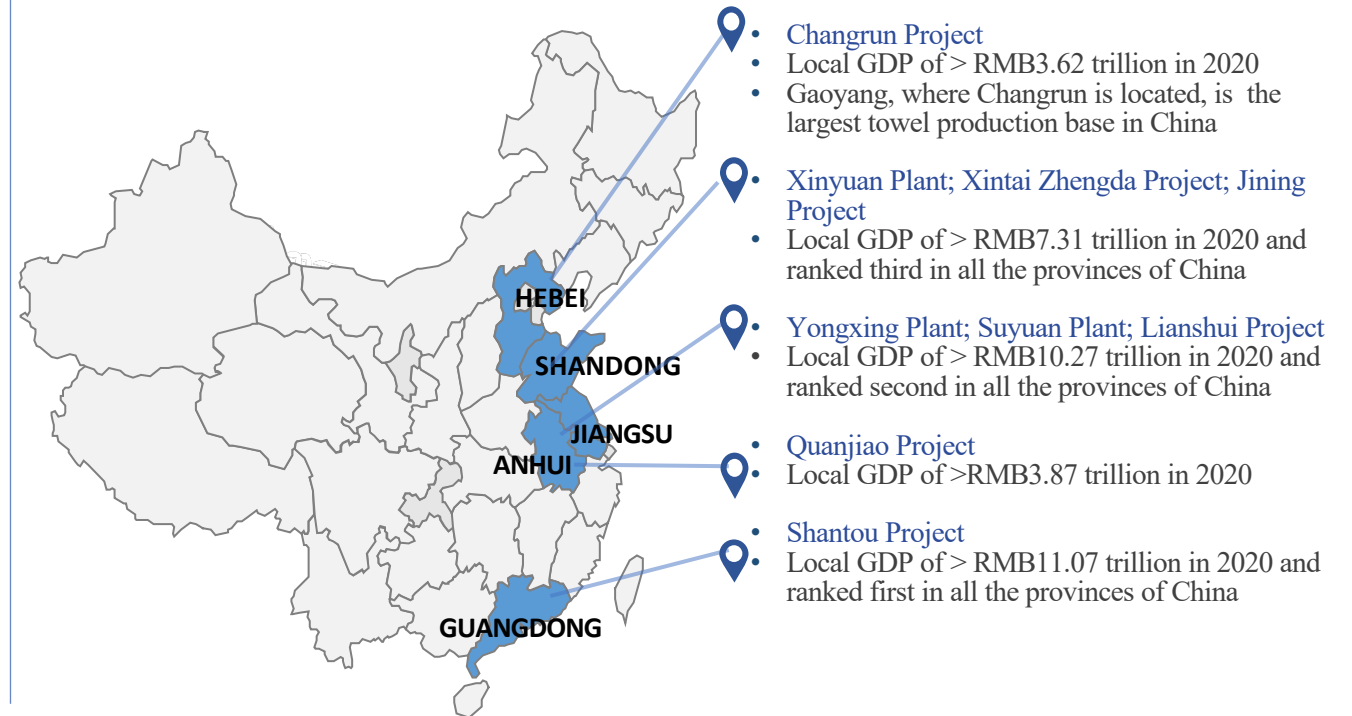 • Changrun Project
• Local GDP of > RMB3.62 trillion in 2020
• Gaoyang, where Changrun is located, is the
largest towel production base in China
• Xinyuan Plant; Xintai Zhengda Project; Jining
Project
• Local GDP of > RMB7.31 trillion in 2020 and
ranked third in all the provinces of China
• Yongxing Plant; Suyuan Plant; Lianshui Project
• Local GDP of > RMB10.27 trillion in 2020 and
ranked second in all the provinces of China
• Quanjiao Project
• Local GDP of >RMB3.87 trillion in 2020
• Shantou Project
• Local GDP of > RMB11.07 trillion in 2020 and
ranked first in all the provinces of China
HEBEI
SHANDONG
JIANGSU
ANHUI
GUANGDONG